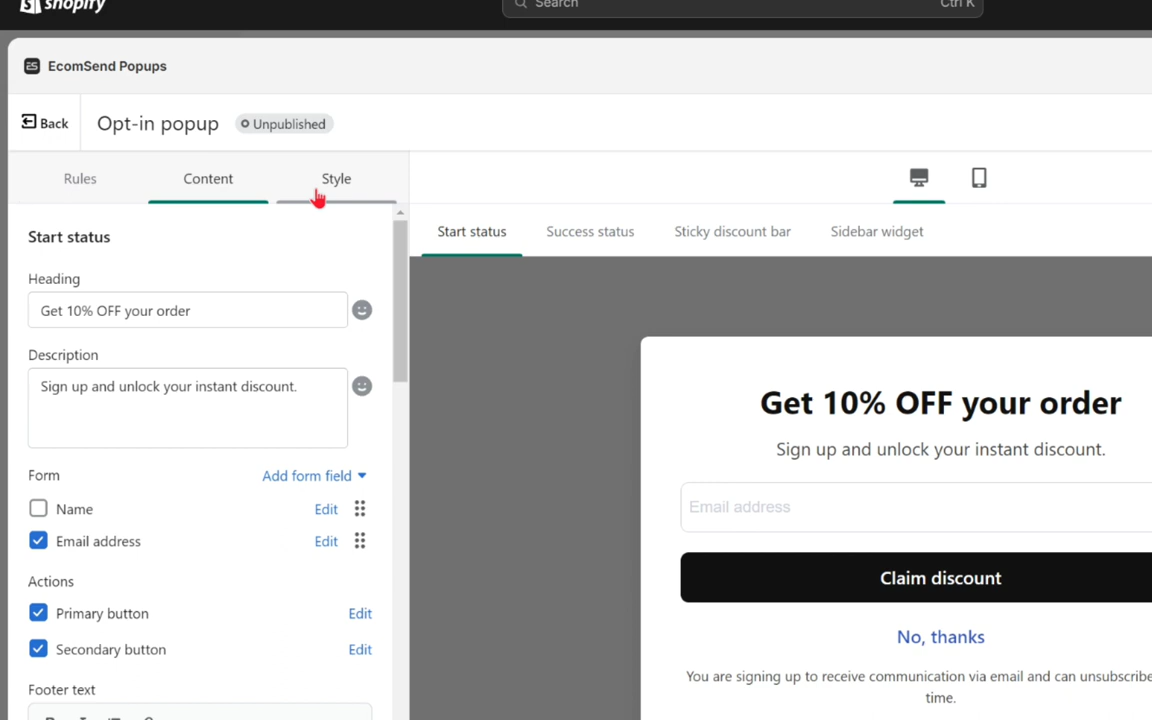 shopify
Search
Ctrl K
EcomSend Popups
Back
Opt-in popup
Unpublished
Rules
Content
Style
Start status
Success status
Sticky discount bar
Sidebar widget
Start status
Heading
Get 10% OFF your order
Description
Sign up and unlock your instant discount.
Form
Add form field
Name
Edit
Email address
Edit
Actions
Primary button
Edit
Secondary button
Edit
Footer text
Get 10% OFF your order
Sign up and unlock your instant discount.
Email address
Claim discount
No, thanks
You are signing up to receive communication via email and can unsubscribe
time.